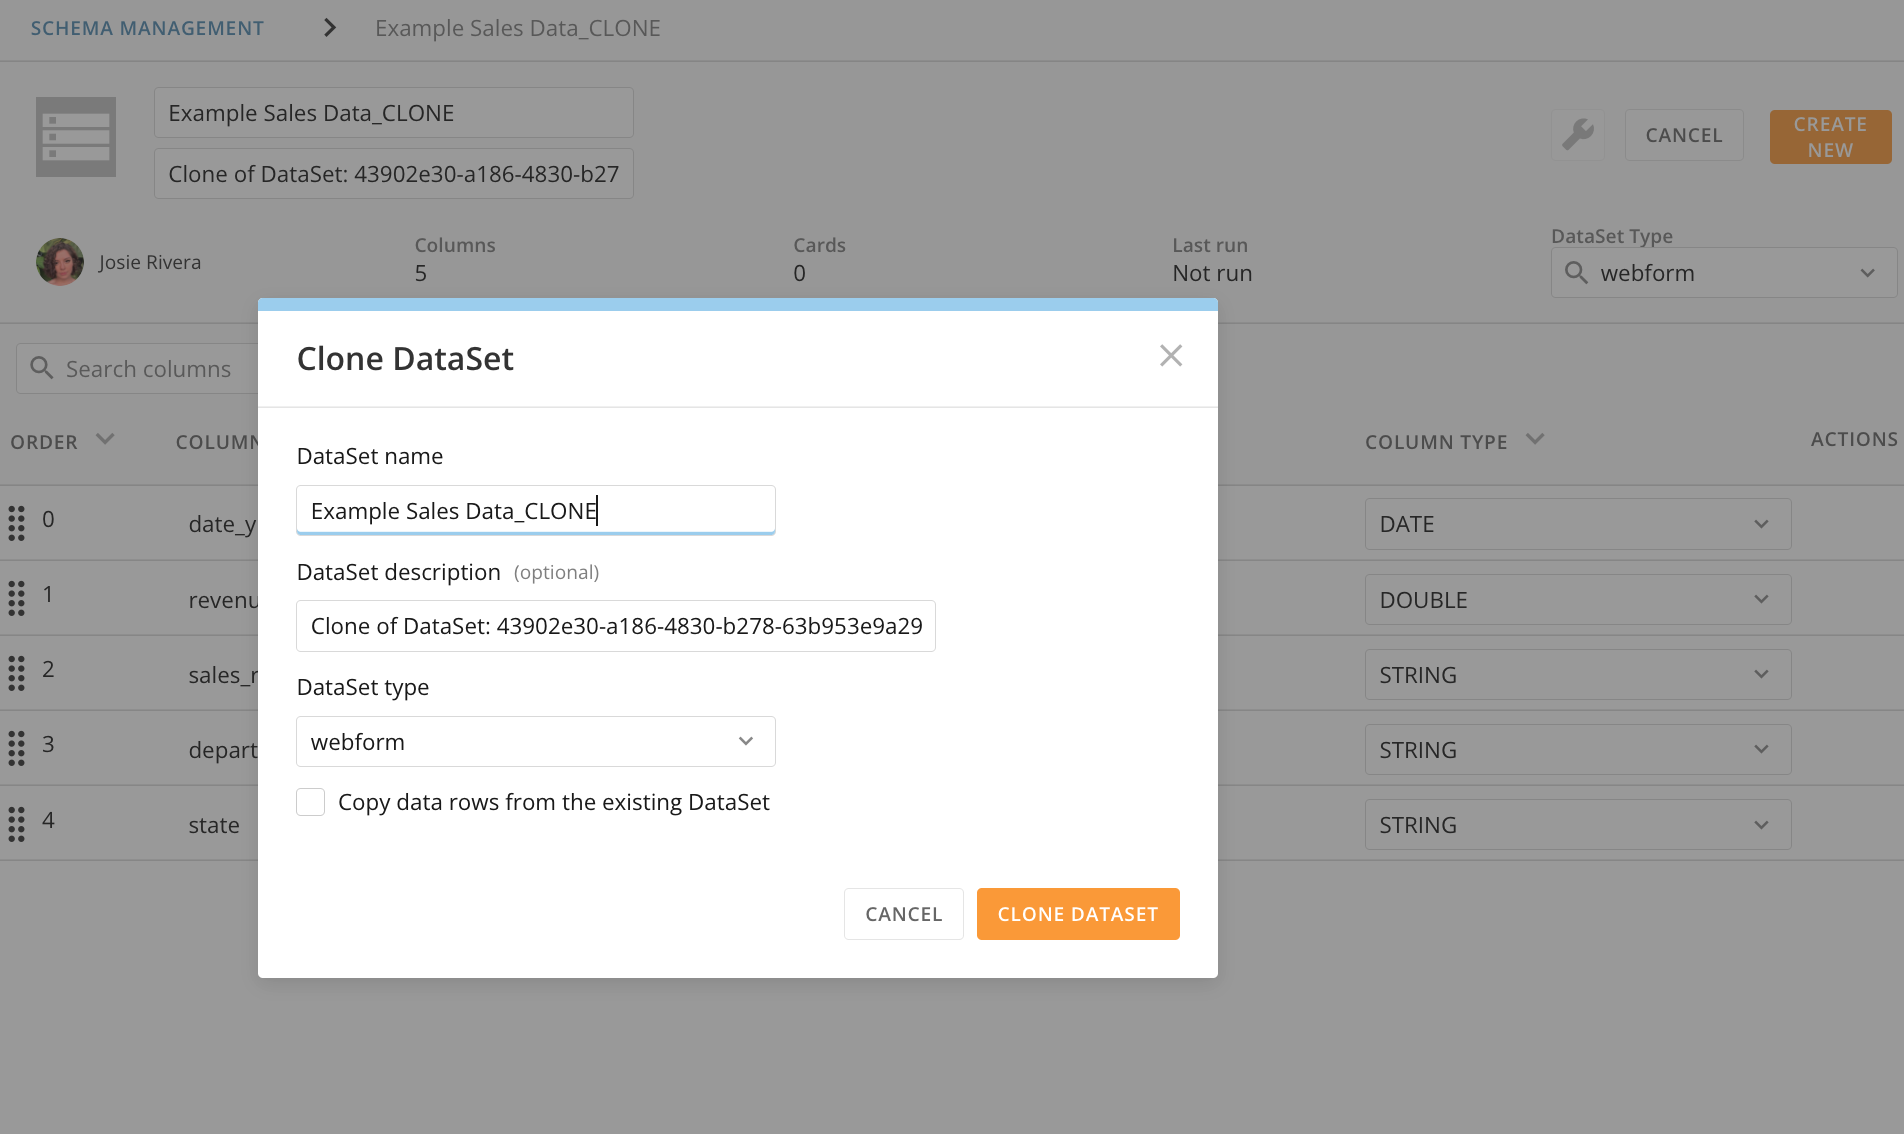 SCHEMA MANAGEMENT Example Sales Data_CLONE
Example Sales Data_CLONE
Clone of DataSet: 43902e30-a186-4830-b27
CANCEL
CREATE
NEW
Josie Rivera
Columns
5
Cards
0
Last run
Not run
DataSet Type
webform
Search columns
ORDER COLUMN COLUMN TYPE ACTIONS
0 date_y DATE
1 revenu DOUBLE
2 sales_r STRING
3 depart STRING
4 state STRING
Clone DataSet
DataSet name
Example Sales Data_CLONE
DataSet description (optional)
Clone of DataSet: 43902e30-a186-4830-b278-63b953e9a29
DataSet type
webform
Copy data rows from the existing DataSet
CANCEL CLONE DATASET